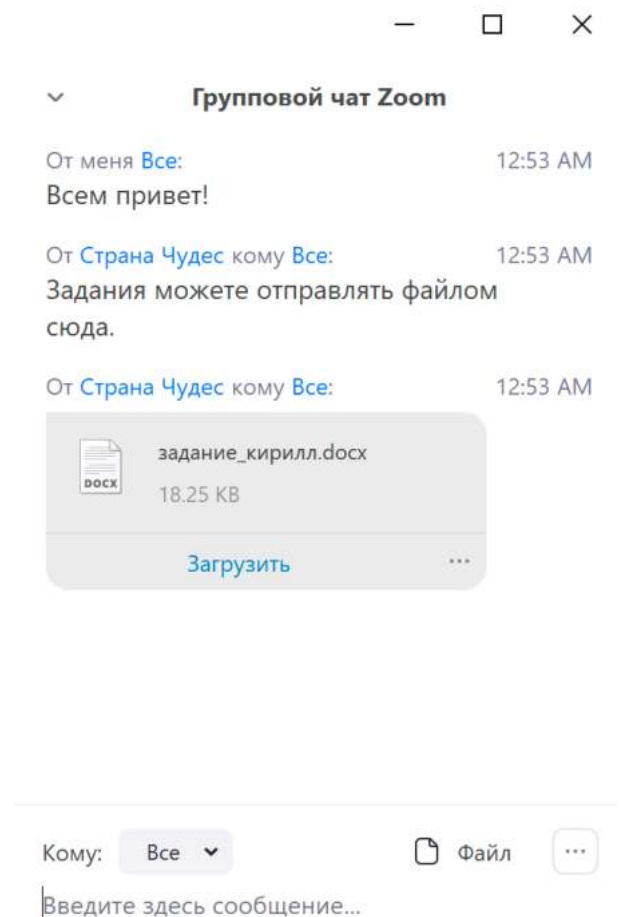 Групповой чат Zoom
От меня Все: 12:53 AM
Всем привет!
От Страна Чудес кому Все: 12:53 AM
Задания можете отправлять файлом
сюда.
От Страна Чудес кому Все: 12:53 AM
задание_кирилл.docx
DOCX
18.25 KB
Загрузить
Кому: Все Файл
Введите здесь сообщение...